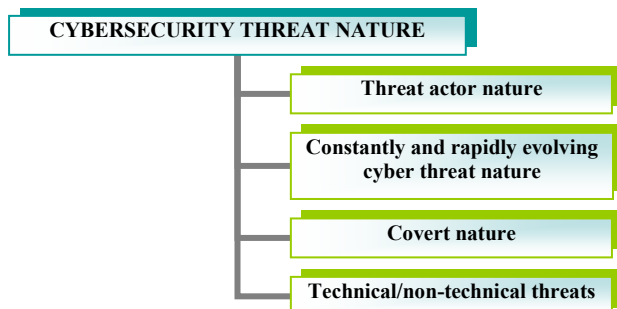 CYBERSECURITY THREAT NATURE
Threat actor nature
Constantly and rapidly evolving
cyber threat nature
Covert nature
Technical/non-technical threats